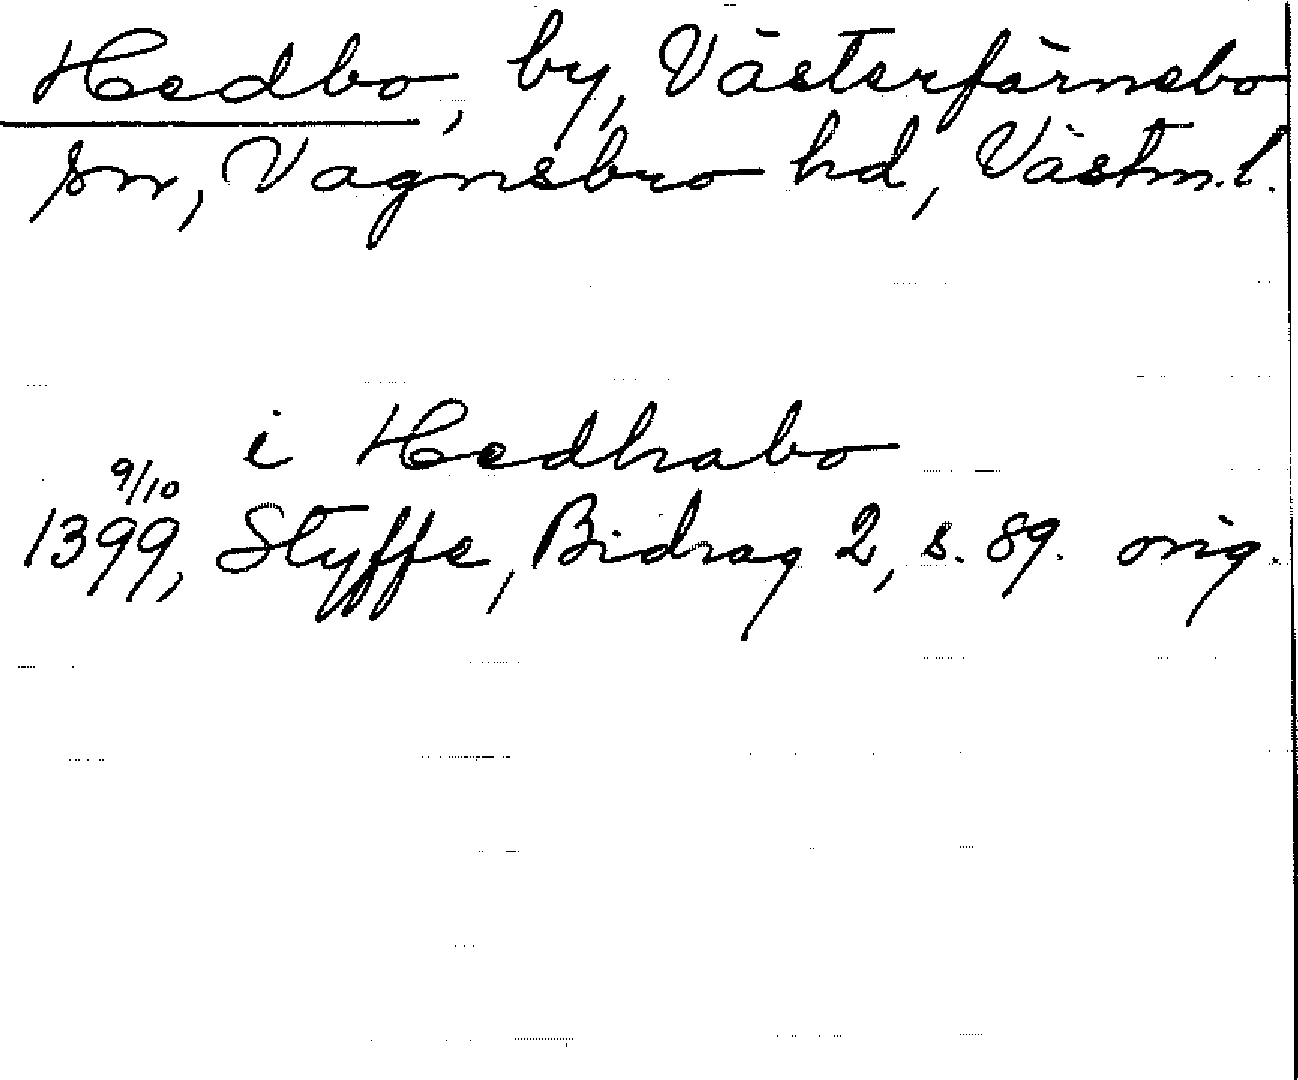 Hedbo, by, Västerfärnebo
sn, Vagnsbro hd, Västm.l.
i Hedhabo
9/10
1399, Styffe, Bidrag 2, s. 89. orig.